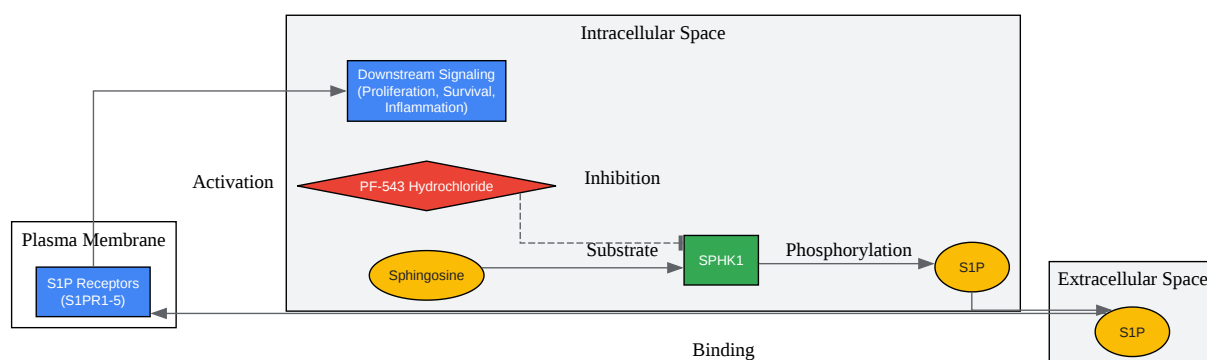 Intracellular Space
Downstream Signaling
(Proliferation, Survival,
Inflammation)
Activation
PF-543 Hydrochloride
Inhibition
Plasma Membrane
S1P Receptors
(S1PR1-5)
Sphingosine
Substrate
SPHK1
Phosphorylation
S1P
Extracellular Space
S1P
Binding